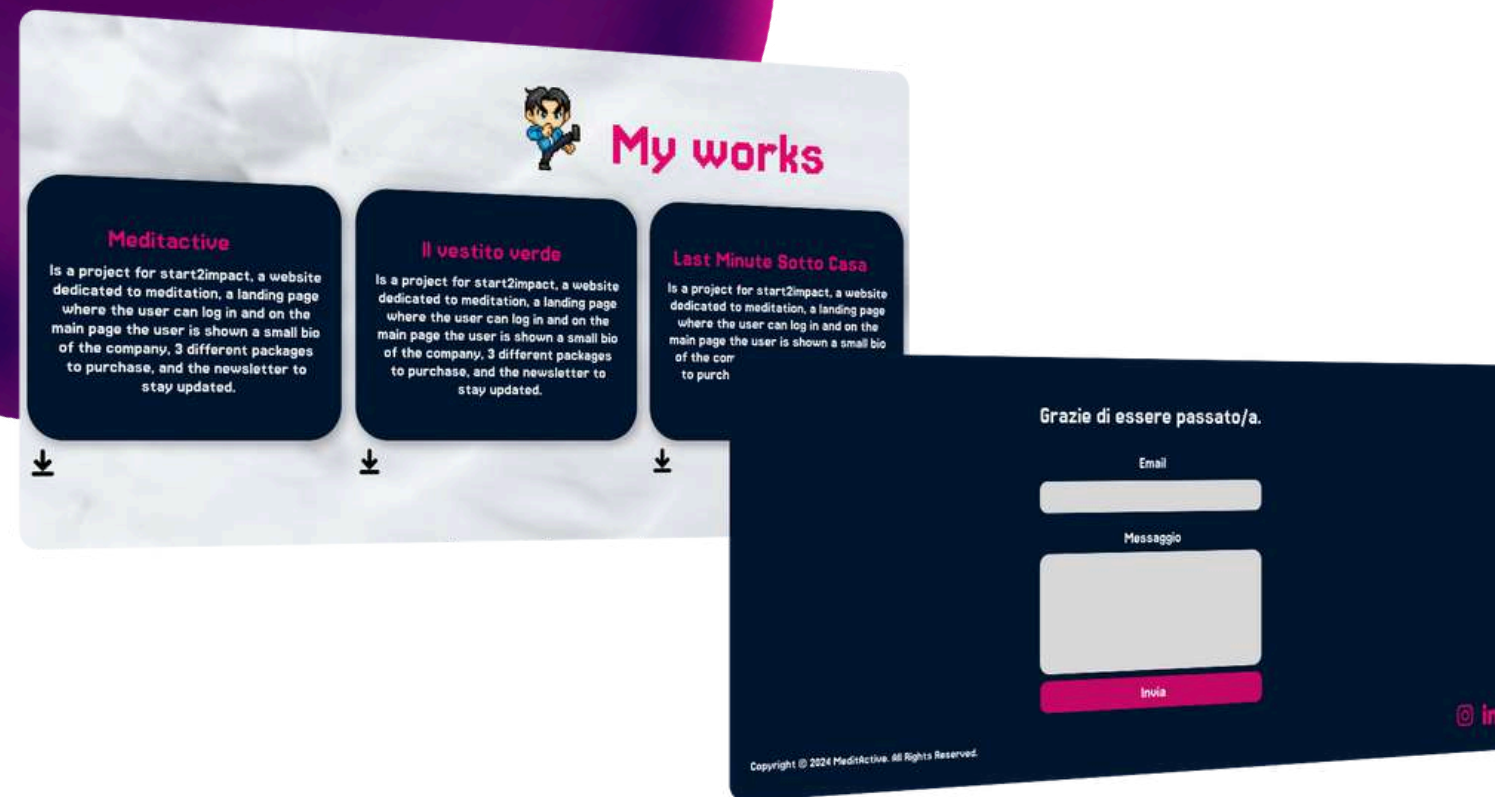 My works
Meditactive
Is a project for start2impact, a website
dedicated to meditation, a landing page
where the user can log in and on the
main page the user is shown a small bio
of the company, 3 different packages
to purchase, and the newsletter to
stay updated.
Il vestito verde
Is a project for start2impact, a website
dedicated to meditation, a landing page
where the user can log in and on the
main page the user is shown a small bio
of the company, 3 different packages
to purchase, and the newsletter to
stay updated.
Last Minute Sotto Casa
Is a project for start2impact, a website
dedicated to meditation, a landing page
where the user can log in and on the
main page the user is shown a small bio
of the com
to purch
Grazie di essere passato/a.
Email
Messaggio
Invia
in
Copyright © 2024 MeditActive. All Rights Reserved.